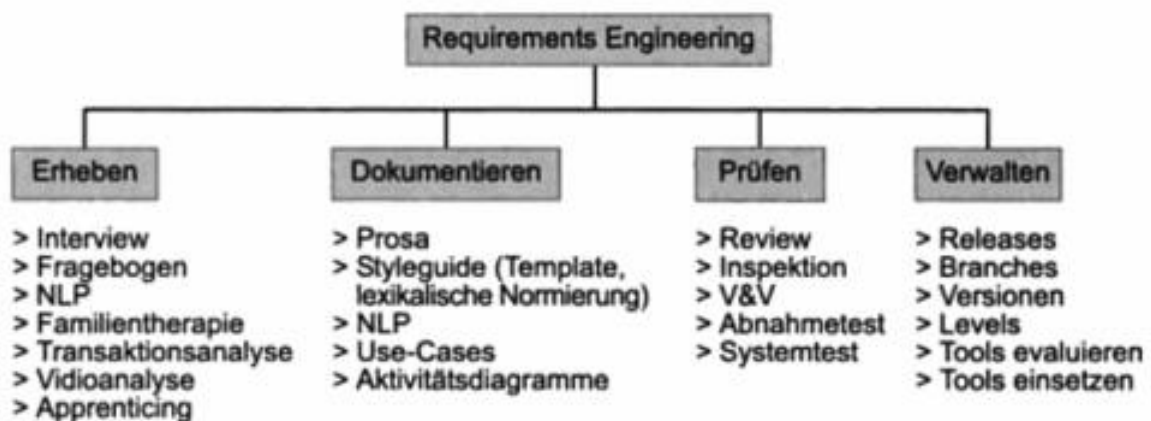 Requirements Engineering
Erheben
> Interview
> Fragebogen
> NLP
> Familientherapie
> Transaktionsanalyse
> Vidioanalyse
> Apprenticing
Dokumentieren
> Prosa
> Styleguide (Template,
lexikalische Normierung)
> NLP
> Use-Cases
> Aktivitätsdiagramme
Prüfen
> Review
> Inspektion
> V&V
> Abnahmetest
> Systemtest
Verwalten
> Releases
> Branches
> Versionen
> Levels
> Tools evaluieren
> Tools einsetzen